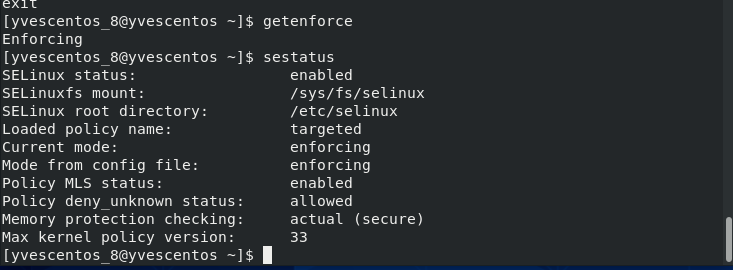 exit
[yvescentos_8@yvescentos ~]$ getenforce
Enforcing
[yvescentos_8@yvescentos ~]$ sestatus
SELinux status:                 enabled
SELinuxfs mount:                /sys/fs/selinux
SELinux root directory:         /etc/selinux
Loaded policy name:             targeted
Current mode:                   enforcing
Mode from config file:          enforcing
Policy MLS status:              enabled
Policy deny_unknown status:     allowed
Memory protection checking:     actual (secure)
Max kernel policy version:      33
[yvescentos_8@yvescentos ~]$